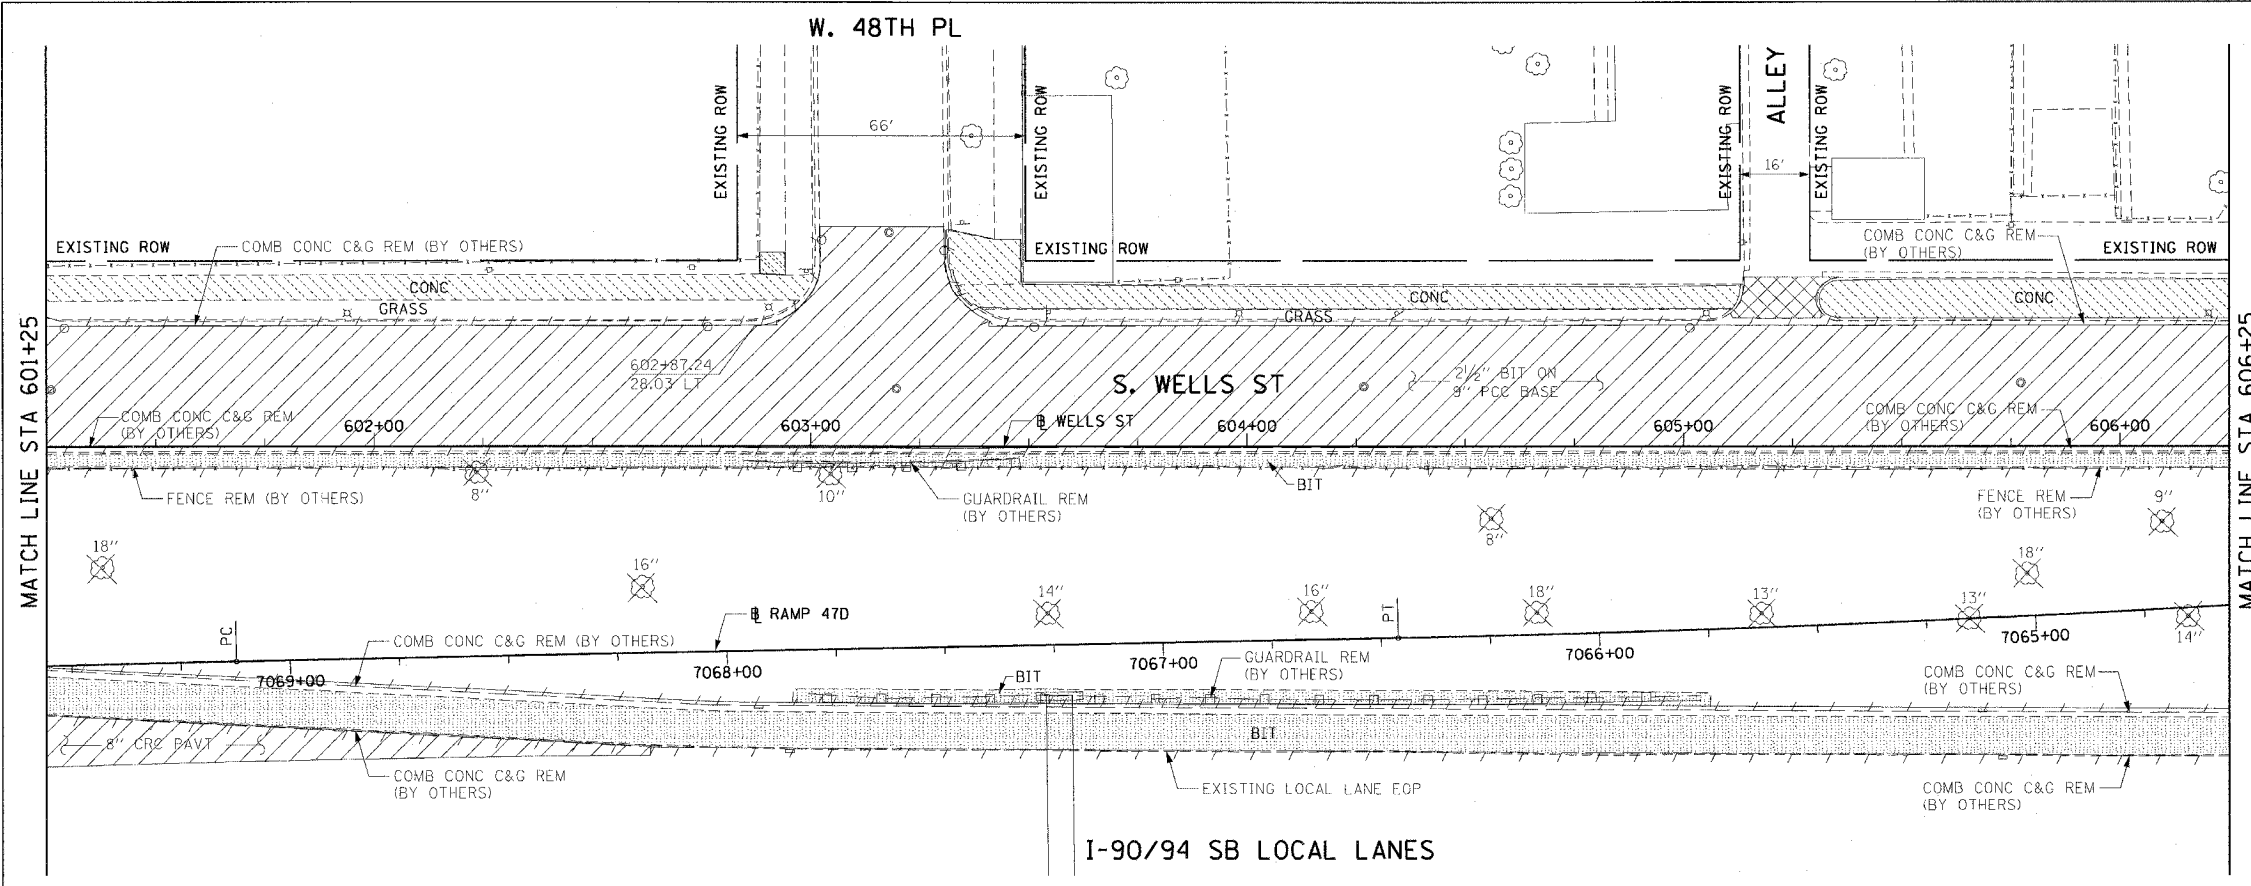 W. 48TH PL
EXISTING ROW
66'
EXISTING ROW
EXISTING ROW
16'
ALLEY
EXISTING ROW
EXISTING ROW
COMB CONC C&G REM (BY OTHERS)
EXISTING ROW
COMB CONC C&G REM
(BY OTHERS)
EXISTING ROW
CONC
GRASS
CONC
GRASS
CONC
MATCH LINE STA 601+25
MATCH LINE STA 606+25
602+87.24
28.03 LT
S. WELLS ST
2½" BIT ON
9" PCC BASE
COMB CONC C&G REM
(BY OTHERS)
602+00
603+00
WELLS ST
604+00
605+00
COMB CONC C&G REM
(BY OTHERS)
606+00
FENCE REM (BY OTHERS)
8"
10"
GUARDRAIL REM
(BY OTHERS)
BIT
8"
FENCE REM
(BY OTHERS)
9"
18"
16"
14"
16"
18"
13"
18"
13"
14"
PC
COMB CONC C&G REM (BY OTHERS)
RAMP 47D
PT
7069+00
7068+00
7067+00
7066+00
7065+00
BIT
GUARDRAIL REM
(BY OTHERS)
COMB CONC C&G REM
(BY OTHERS)
8" CRC PAVT
BIT
COMB CONC C&G REM
(BY OTHERS)
EXISTING LOCAL LANE EOP
COMB CONC C&G REM
(BY OTHERS)
I-90/94 SB LOCAL LANES